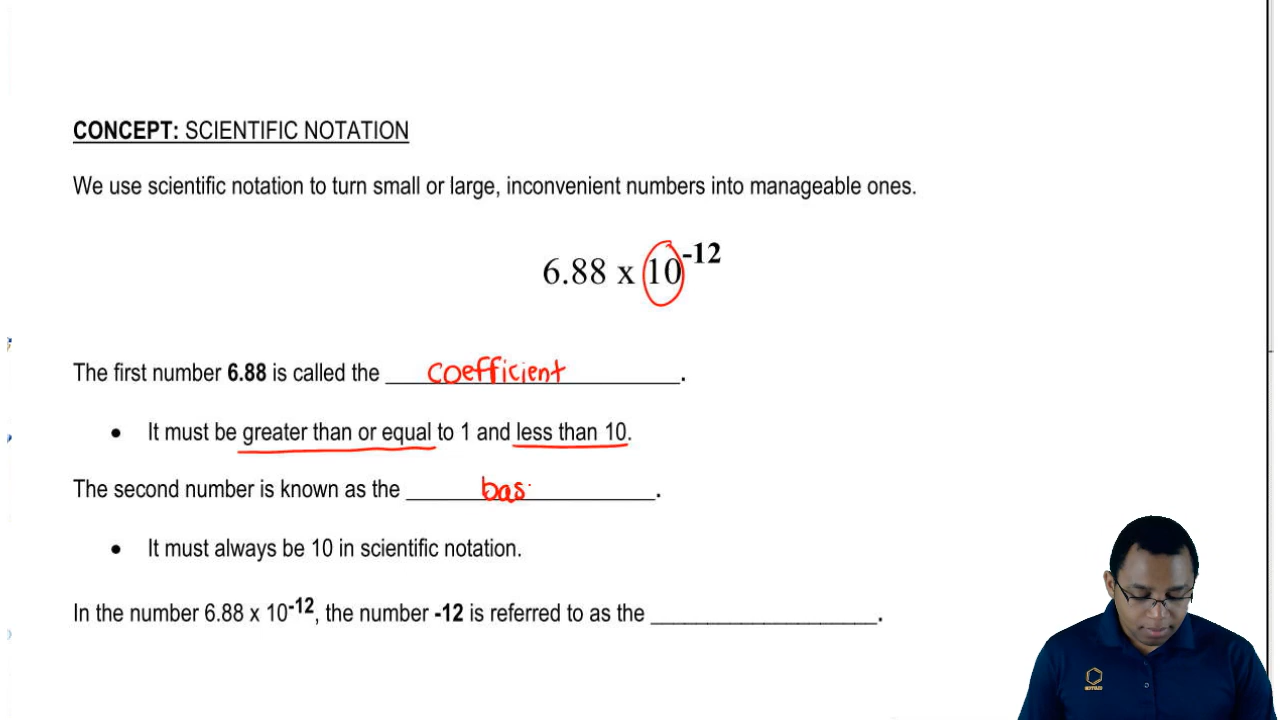 CONCEPT: SCIENTIFIC NOTATION
We use scientific notation to turn small or large, inconvenient numbers into manageable ones.
6.88 x 10⁻¹²
The first number 6.88 is called the coefficient.
• It must be greater than or equal to 1 and less than 10.
The second number is known as the bas.
• It must always be 10 in scientific notation.
In the number 6.88 x 10⁻¹², the number -12 is referred to as the ____________________.